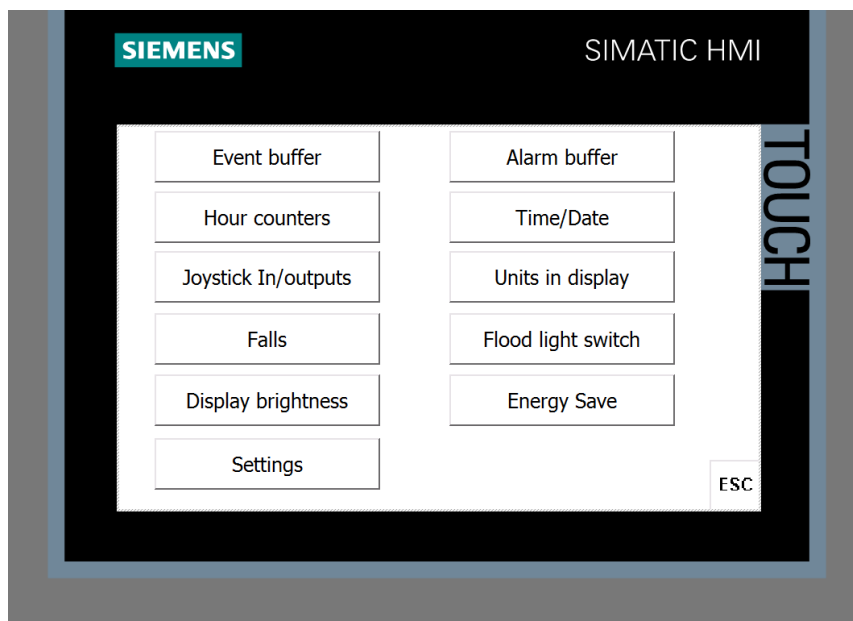 SIEMENS
SIMATIC HMI
TOUCH
Event buffer
Alarm buffer
Hour counters
Time/Date
Joystick In/outputs
Units in display
Falls
Flood light switch
Display brightness
Energy Save
Settings
ESC